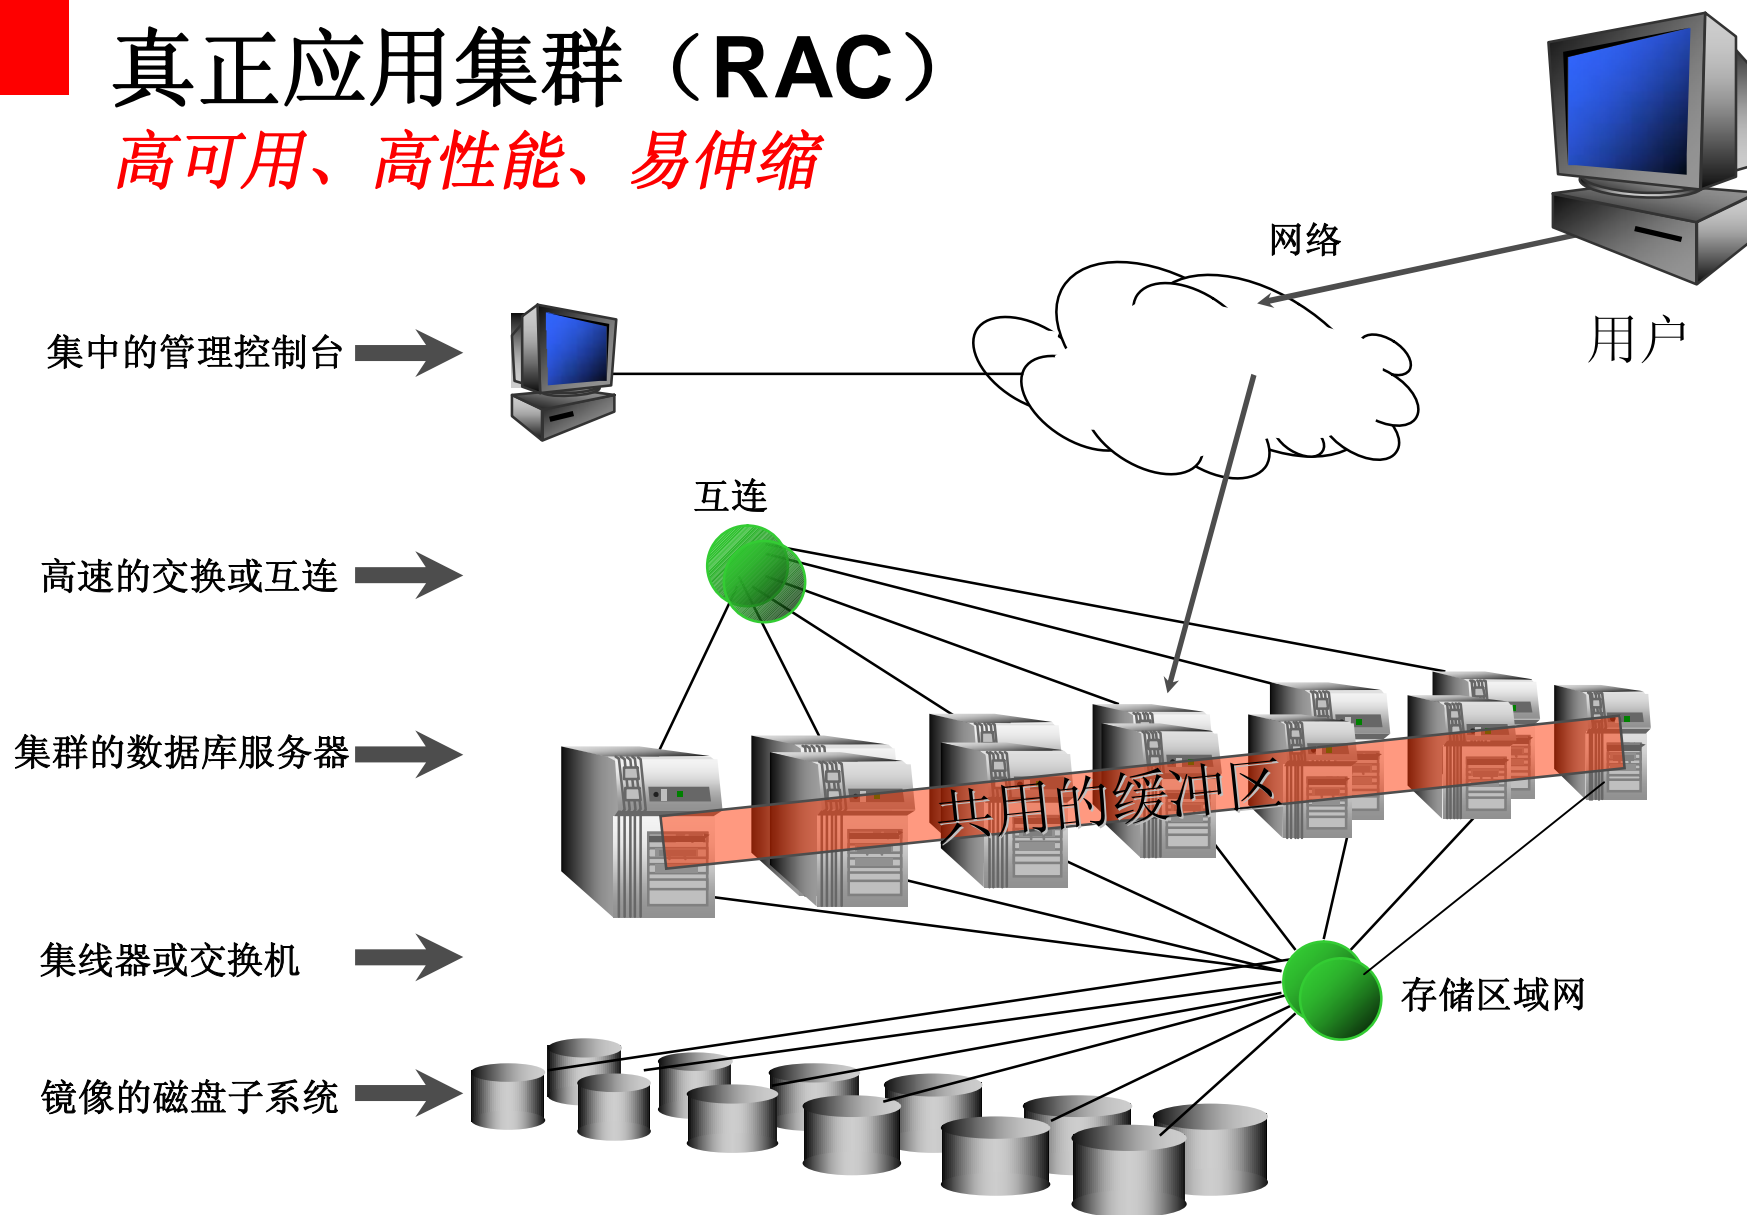 真正应用集群（RAC）
高可用、高性能、易伸缩
网络
用户
集中的管理控制台
互连
高速的交换或互连
集群的数据库服务器
共用的缓冲区
集线器或交换机
存储区域网
镜像的磁盘子系统